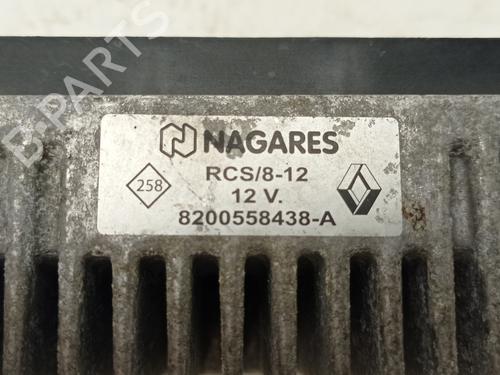 NAGARES
258
RCS/8-12
12 V.
8200558438-A
B-PARTS